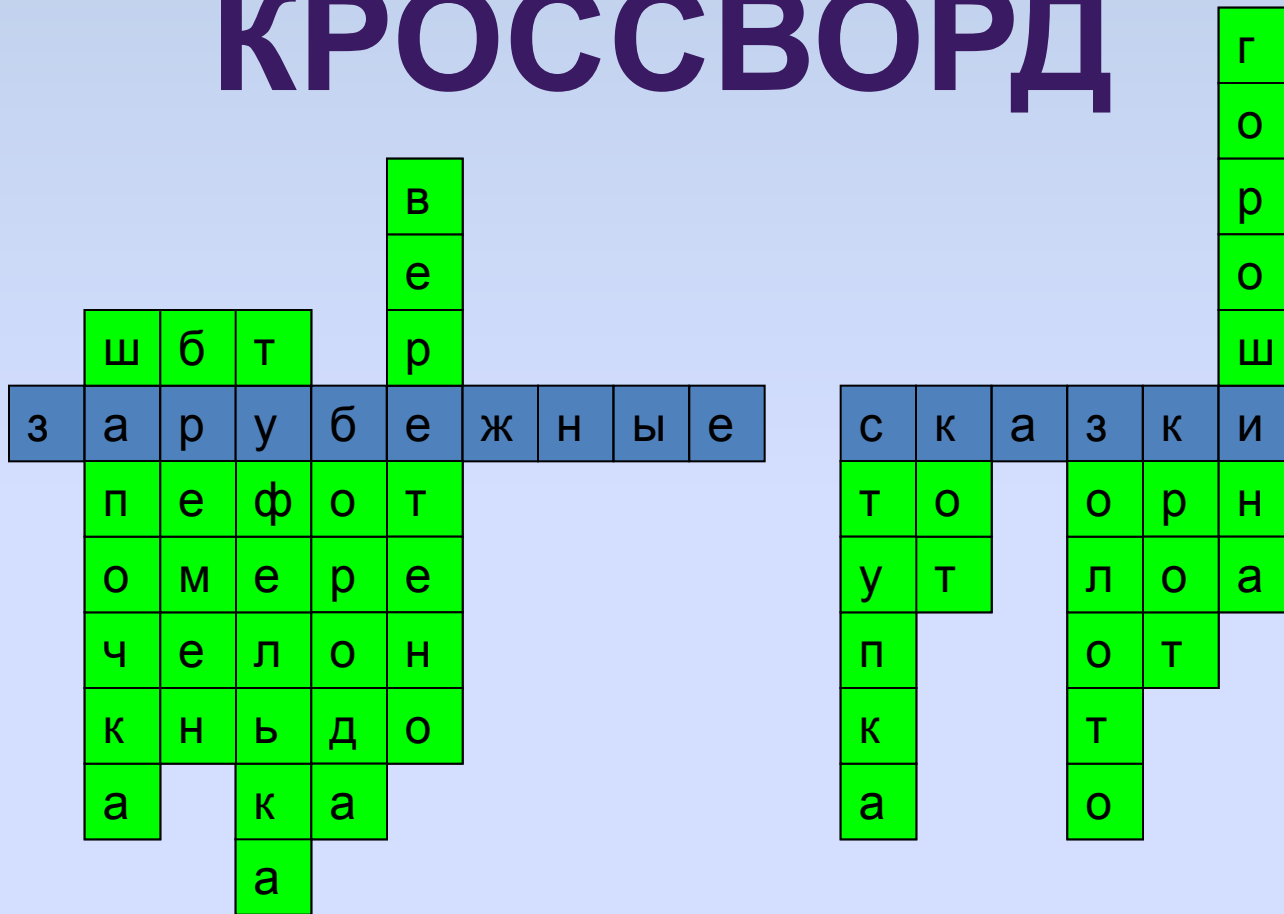 КРОССВОРД
зарубежные сказки
шапочка
бремен
туфелька
борода
веретено
ступка
кот
золото
крот
горошина